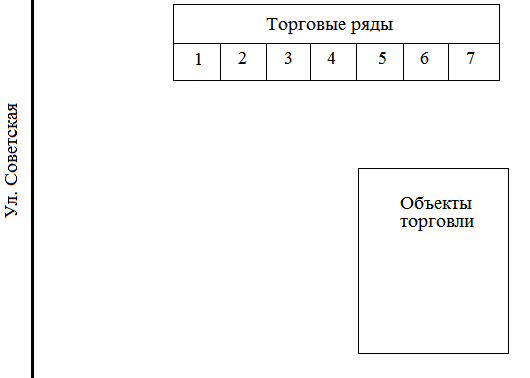 Торговые ряды
1 2 3 4 5 6 7
Ул. Советская
Объекты
торговли